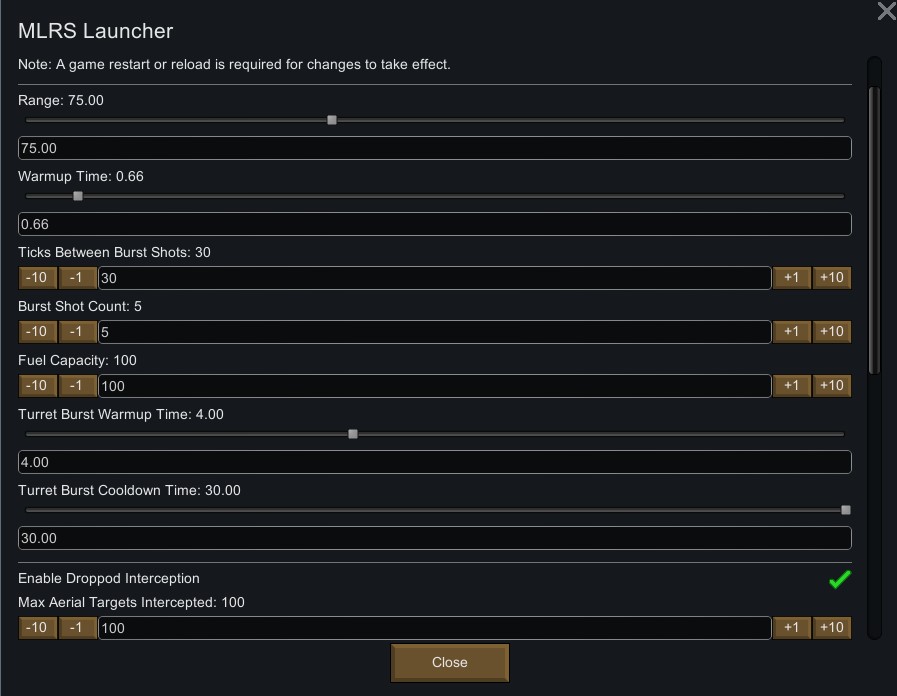 MLRS Launcher
Note: A game restart or reload is required for changes to take effect.
Range: 75.00
75.00
Warmup Time: 0.66
0.66
Ticks Between Burst Shots: 30
-10 -1 30 +1 +10
Burst Shot Count: 5
-10 -1 5 +1 +10
Fuel Capacity: 100
-10 -1 100 +1 +10
Turret Burst Warmup Time: 4.00
4.00
Turret Burst Cooldown Time: 30.00
30.00
Enable Droppod Interception
Max Aerial Targets Intercepted: 100
-10 -1 100 +1 +10
Close